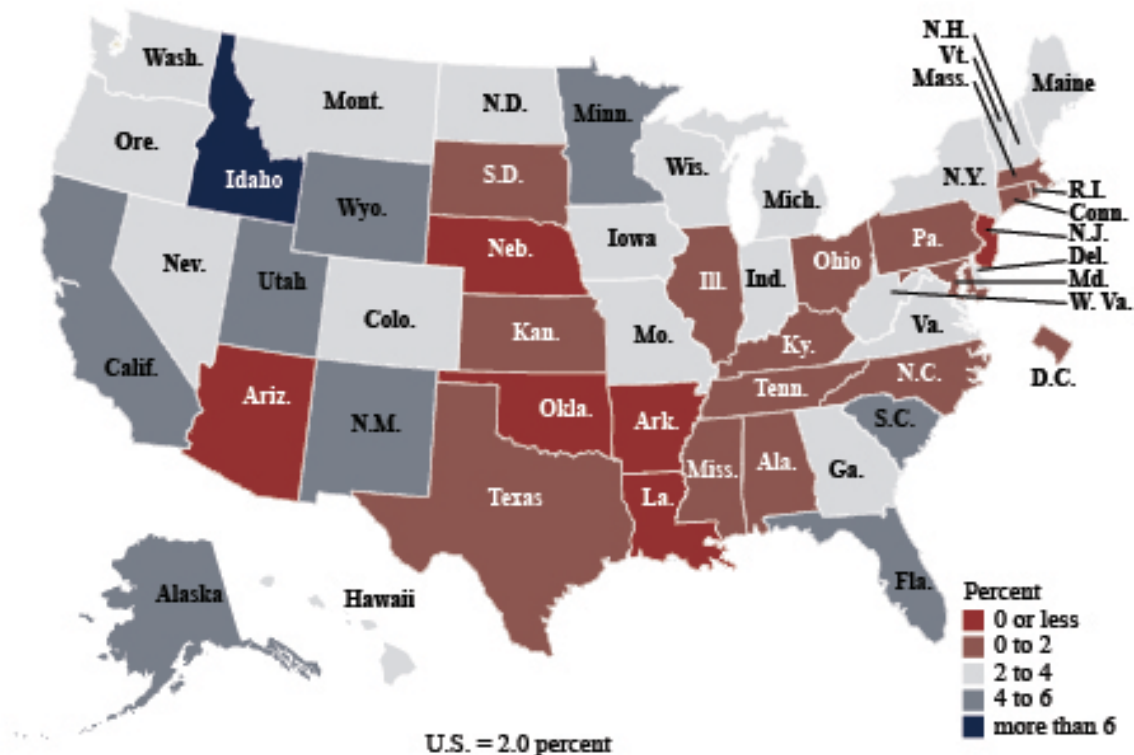 N.H.
Vt.
Mass.
Maine
Wash.
Mont.
N.D.
Minn.
Ore.
Idaho
S.D.
Wis.
N.Y.
Wyo.
Mich.
R.I.
Conn.
N.J.
Del.
Md.
W. Va.
Neb.
Iowa
Pa.
Nev.
Utah
Ill.
Ind.
Ohio
Colo.
Kan.
Mo.
Va.
Calif.
Ky.
D.C.
Ariz.
N.M.
Okla.
Ark.
Tenn.
N.C.
S.C.
Texas
Miss.
Ala.
Ga.
La.
Fla.
Alaska
Hawaii
Percent
0 or less
0 to 2
2 to 4
4 to 6
more than 6
U.S. = 2.0 percent